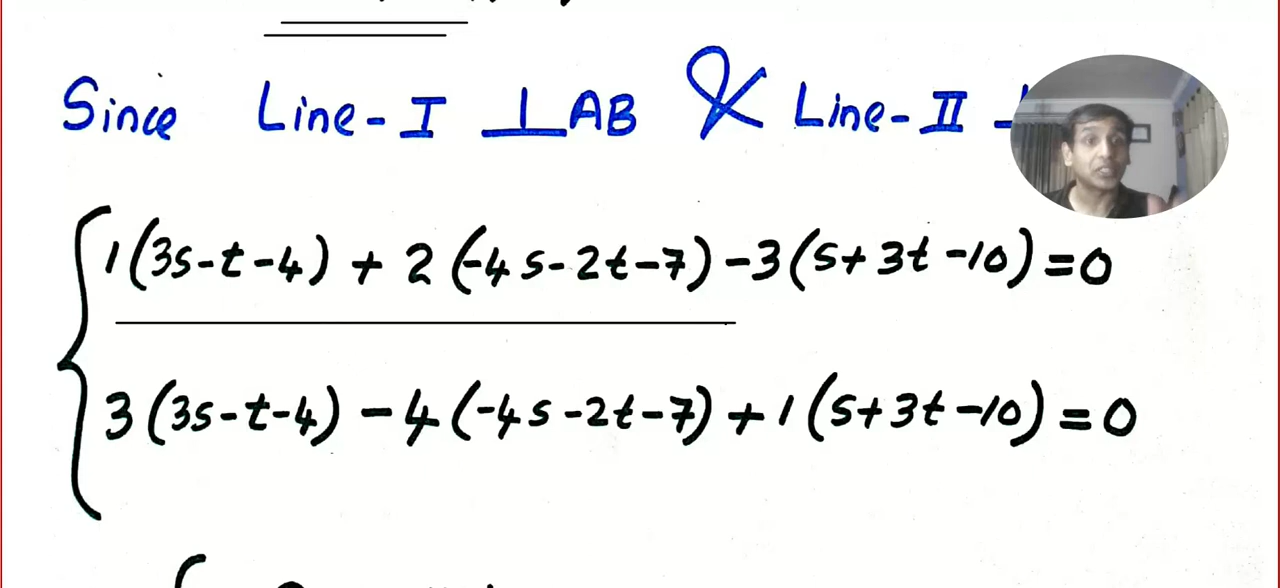 Since Line-I ⊥ AB & Line-II
1(3s-t-4) + 2(-4s-2t-7) -3(s+3t-10)=0
3(3s-t-4) -4(-4s-2t-7) +1(s+3t-10)=0